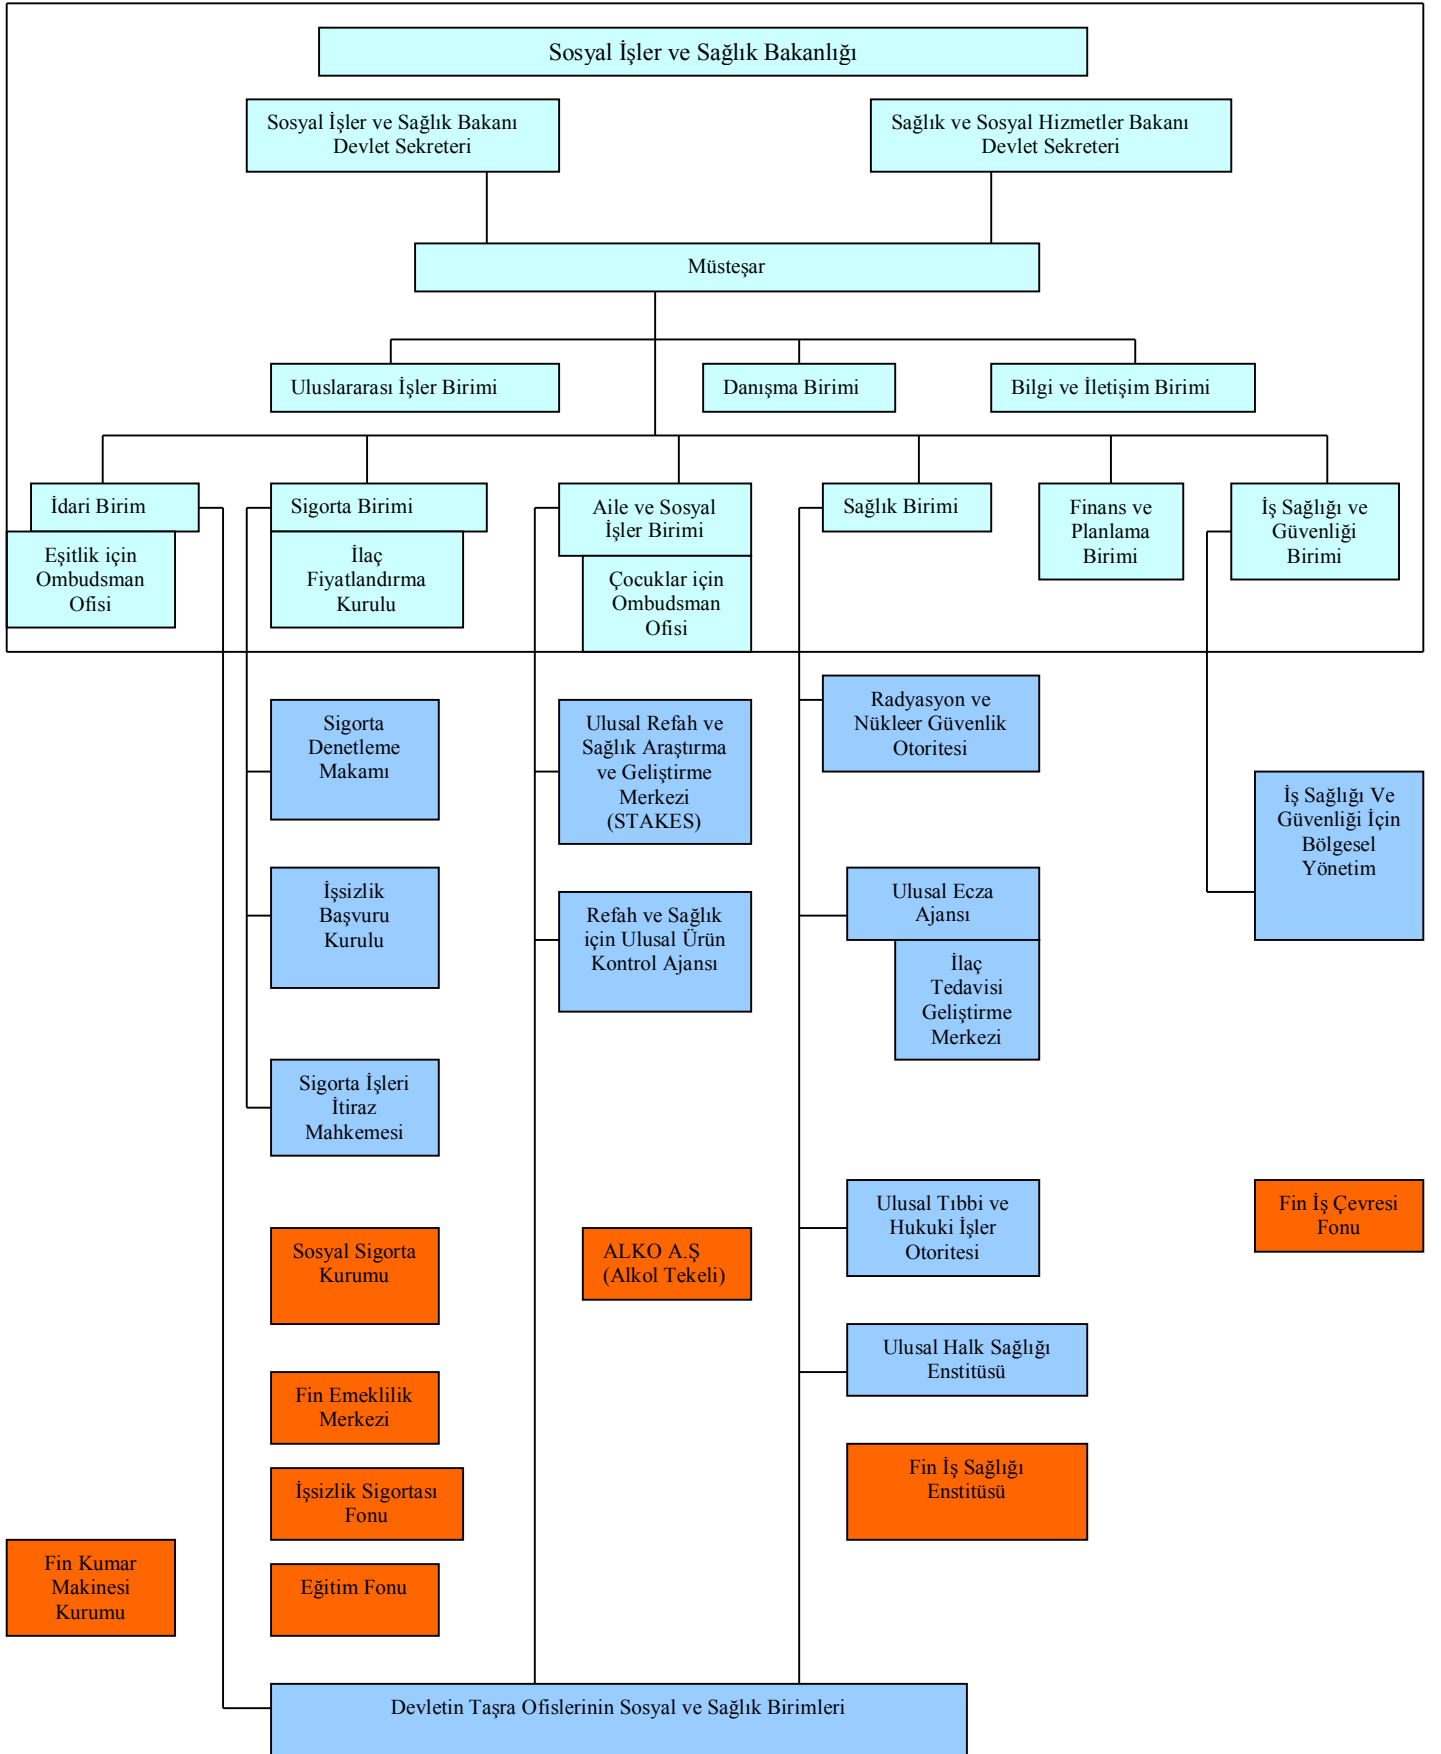 Sosyal İşler ve Sağlık Bakanlığı
Sosyal İşler ve Sağlık Bakanı
Devlet Sekreteri
Sağlık ve Sosyal Hizmetler Bakanı
Devlet Sekreteri
Müsteşar
Uluslararası İşler Birimi
Danışma Birimi
Bilgi ve İletişim Birimi
İdari Birim
Eşitlik için
Ombudsman
Ofisi
Sigorta Birimi
İlaç
Fiyatlandırma
Kurulu
Aile ve Sosyal
İşler Birimi
Çocuklar için
Ombudsman
Ofisi
Sağlık Birimi
Finans ve
Planlama
Birimi
İş Sağlığı ve
Güvenliği
Birimi
Sigorta
Denetleme
Makamı
Ulusal Refah ve
Sağlık Araştırma
ve Geliştirme
Merkezi
(STAKES)
Radyasyon ve
Nükleer Güvenlik
Otoritesi
İş Sağlığı Ve
Güvenliği İçin
Bölgesel
Yönetim
İşsizlik
Başvuru
Kurulu
Refah ve Sağlık
için Ulusal Ürün
Kontrol Ajansı
Ulusal Ecza
Ajansı
İlaç
Tedavisi
Geliştirme
Merkezi
Sigorta İşleri
İtiraz
Mahkemesi
Ulusal Tıbbi ve
Hukuki İşler
Otoritesi
Fin İş Çevresi
Fonu
Sosyal Sigorta
Kurumu
ALKO A.Ş
(Alkol Tekeli)
Ulusal Halk Sağlığı
Enstitüsü
Fin Emeklilik
Merkezi
Fin İş Sağlığı
Enstitüsü
İşsizlik Sigortası
Fonu
Fin Kumar
Makinesi
Kurumu
Eğitim Fonu
Devletin Taşra Ofislerinin Sosyal ve Sağlık Birimleri